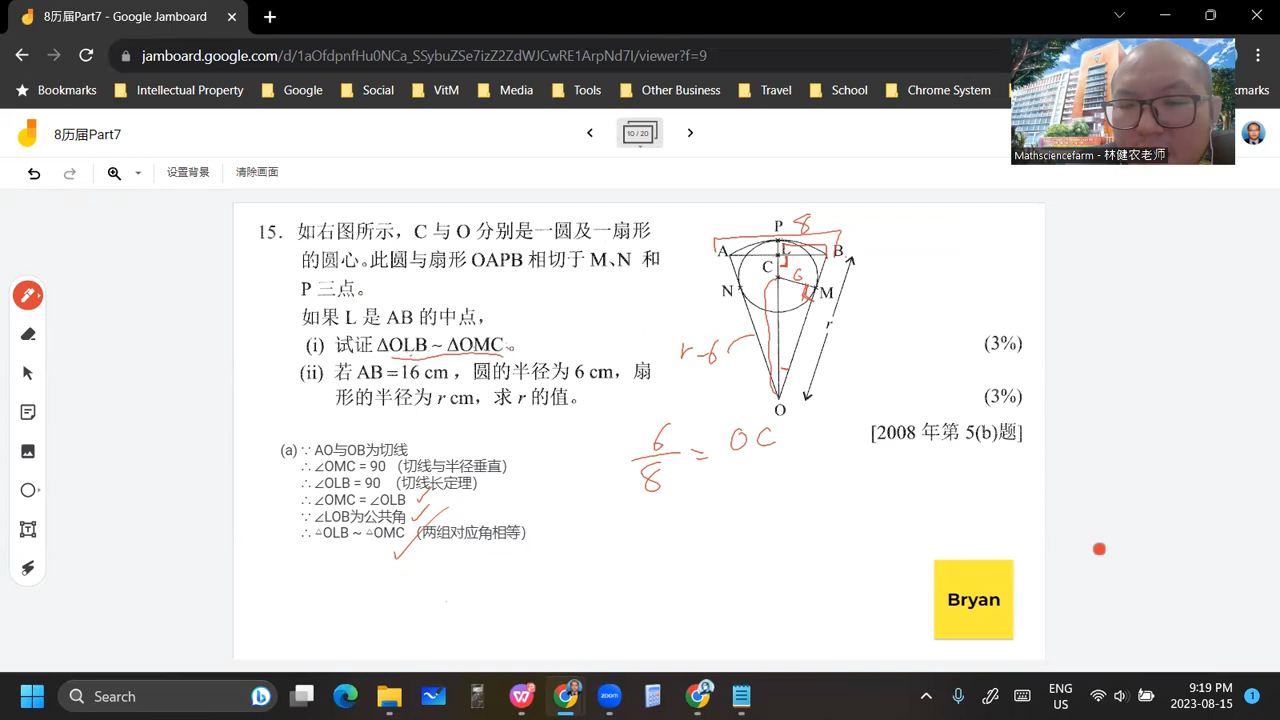 8历届Part7 - Google Jamboard
jamboard.google.com/d/1aOfdpn
NCa_SSybuZSe7izz2X6WJCwRE1ArpNd7I/viewer?f=9
Bookmarks
Intellectual Property
Google
Social
VitM
Media
Tools
Other Business
Travel
School
Chrome System
kmarks
8历届Part7
10 / 20
Mathsciencefarm - 林健农老师
设置背景
清除画面
15. 如右图所示，C 与 O 分别是一圆及一扇形
的圆心。此圆与扇形 OAPB 相切于 M、N 和
P 三点。
如果 L 是 AB 的中点，
(i) 试证 ΔOLB ~ ΔOMC 。
(3%)
(ii) 若 AB = 16 cm ，圆的半径为 6 cm，扇
形的半径为 r cm，求 r 的值。
(3%)
[2008 年第 5(b)题]
P
8
A
L
B
C
6
N
M
r
r-6
O
(a) ∵ AO与OB为切线
∴ ∠OMC = 90 （切线与半径垂直）
∴ ∠OLB = 90 （切线长定理）
∴ ∠OMC = ∠OLB
∵ ∠LOB为公共角
∴ △OLB ~ △OMC （两组对应角相等）
6/8 = OC
Bryan
Search
ENG
US
9:19 PM
2023-08-15
1